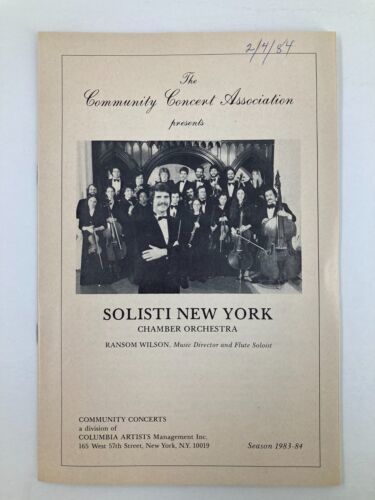 2/4/84
The
Community Concert Association
presents
SOLISTI NEW YORK
CHAMBER ORCHESTRA
RANSOM WILSON, Music Director and Flute Soloist
COMMUNITY CONCERTS
a division of
COLUMBIA ARTISTS Management Inc.
165 West 57th Street, New York, N.Y. 10019
Season 1983-84